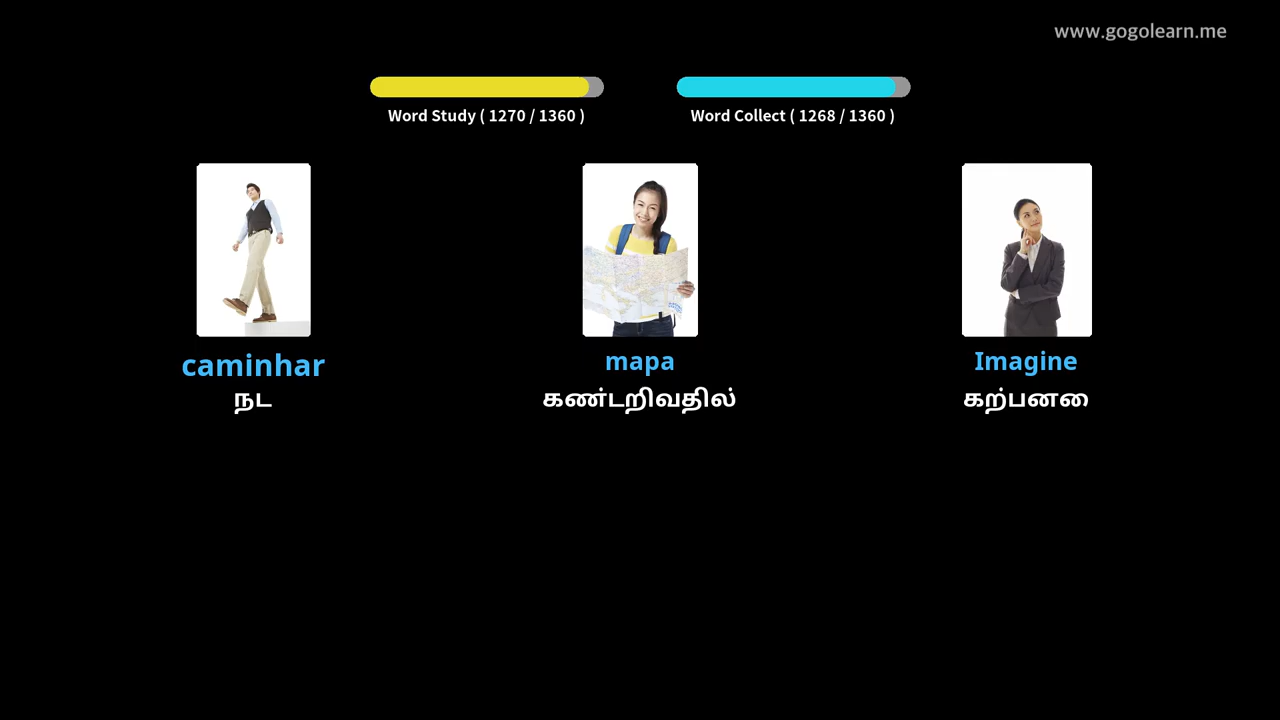 www.gogolearn.me
Word Study ( 1270 / 1360 )
Word Collect ( 1268 / 1360 )
caminhar
நட
mapa
கண்டறிவதில்
Imagine
கற்பனை